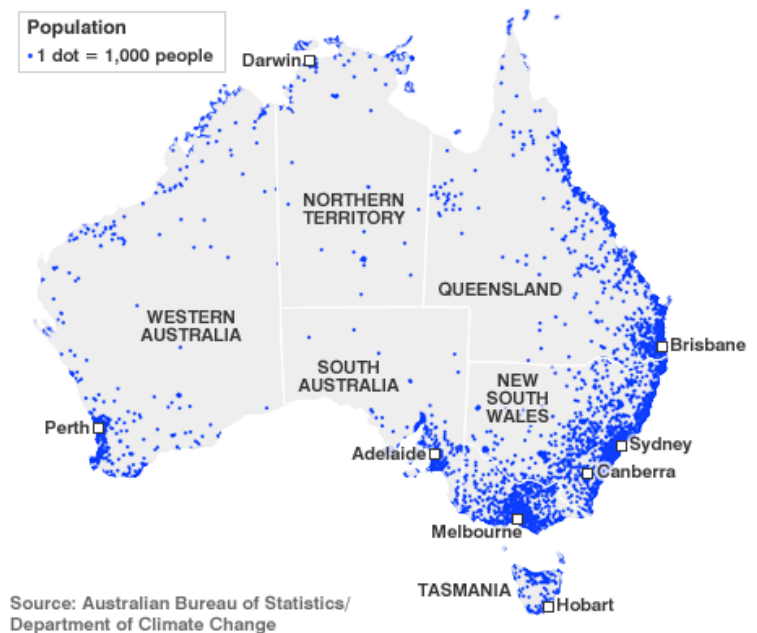 Population
1 dot = 1,000 people
Darwin
NORTHERN
TERRITORY
QUEENSLAND
WESTERN
AUSTRALIA
Brisbane
SOUTH
AUSTRALIA
NEW
SOUTH
WALES
Perth
Sydney
Adelaide
Canberra
Melbourne
TASMANIA
Hobart
Source: Australian Bureau of Statistics/
Department of Climate Change